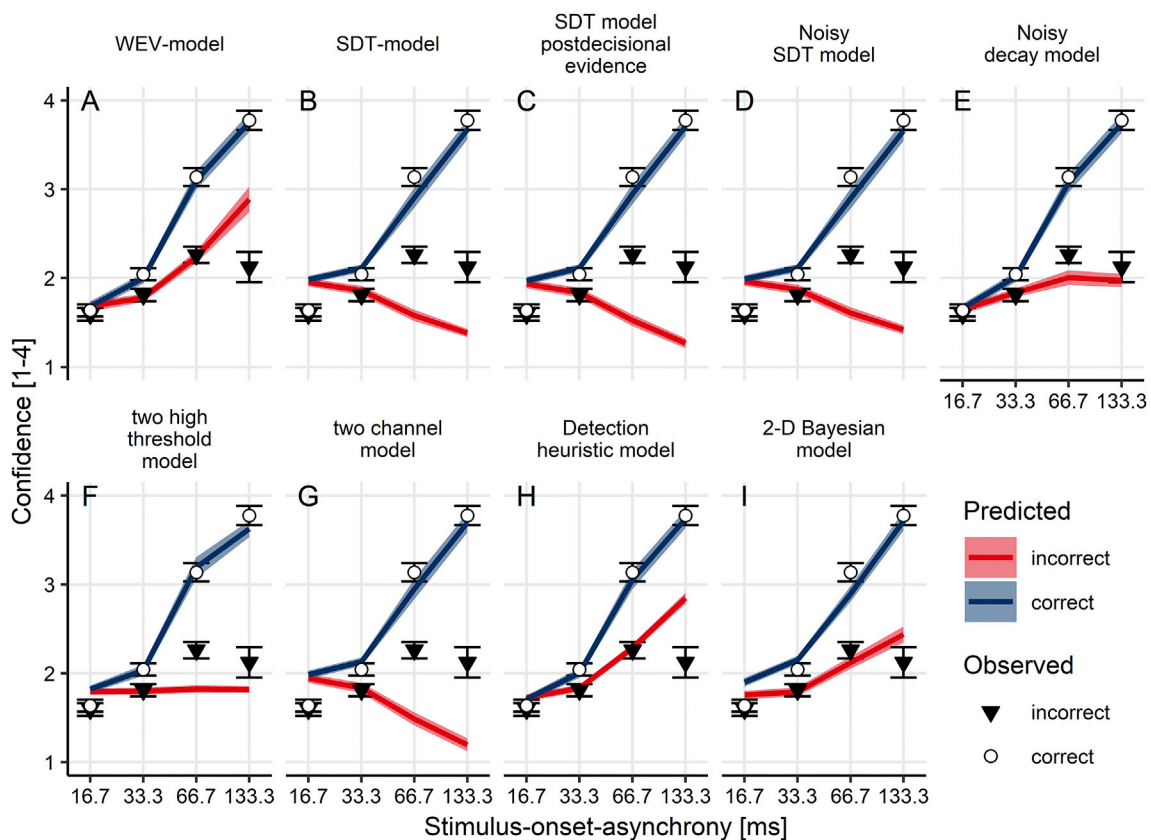 WEV-model
SDT-model
SDT model
postdecisional
evidence
Noisy
SDT model
Noisy
decay model
A
B
C
D
E
4
3
2
1
16.7 33.3 66.7 133.3
two high
threshold
model
two channel
model
Detection
heuristic model
2-D Bayesian
model
F
G
H
I
4
3
2
1
16.7 33.3 66.7 133.3
16.7 33.3 66.7 133.3
16.7 33.3 66.7 133.3
16.7 33.3 66.7 133.3
Confidence [1-4]
Stimulus-onset-asynchrony [ms]
Predicted
incorrect
correct
Observed
incorrect
correct